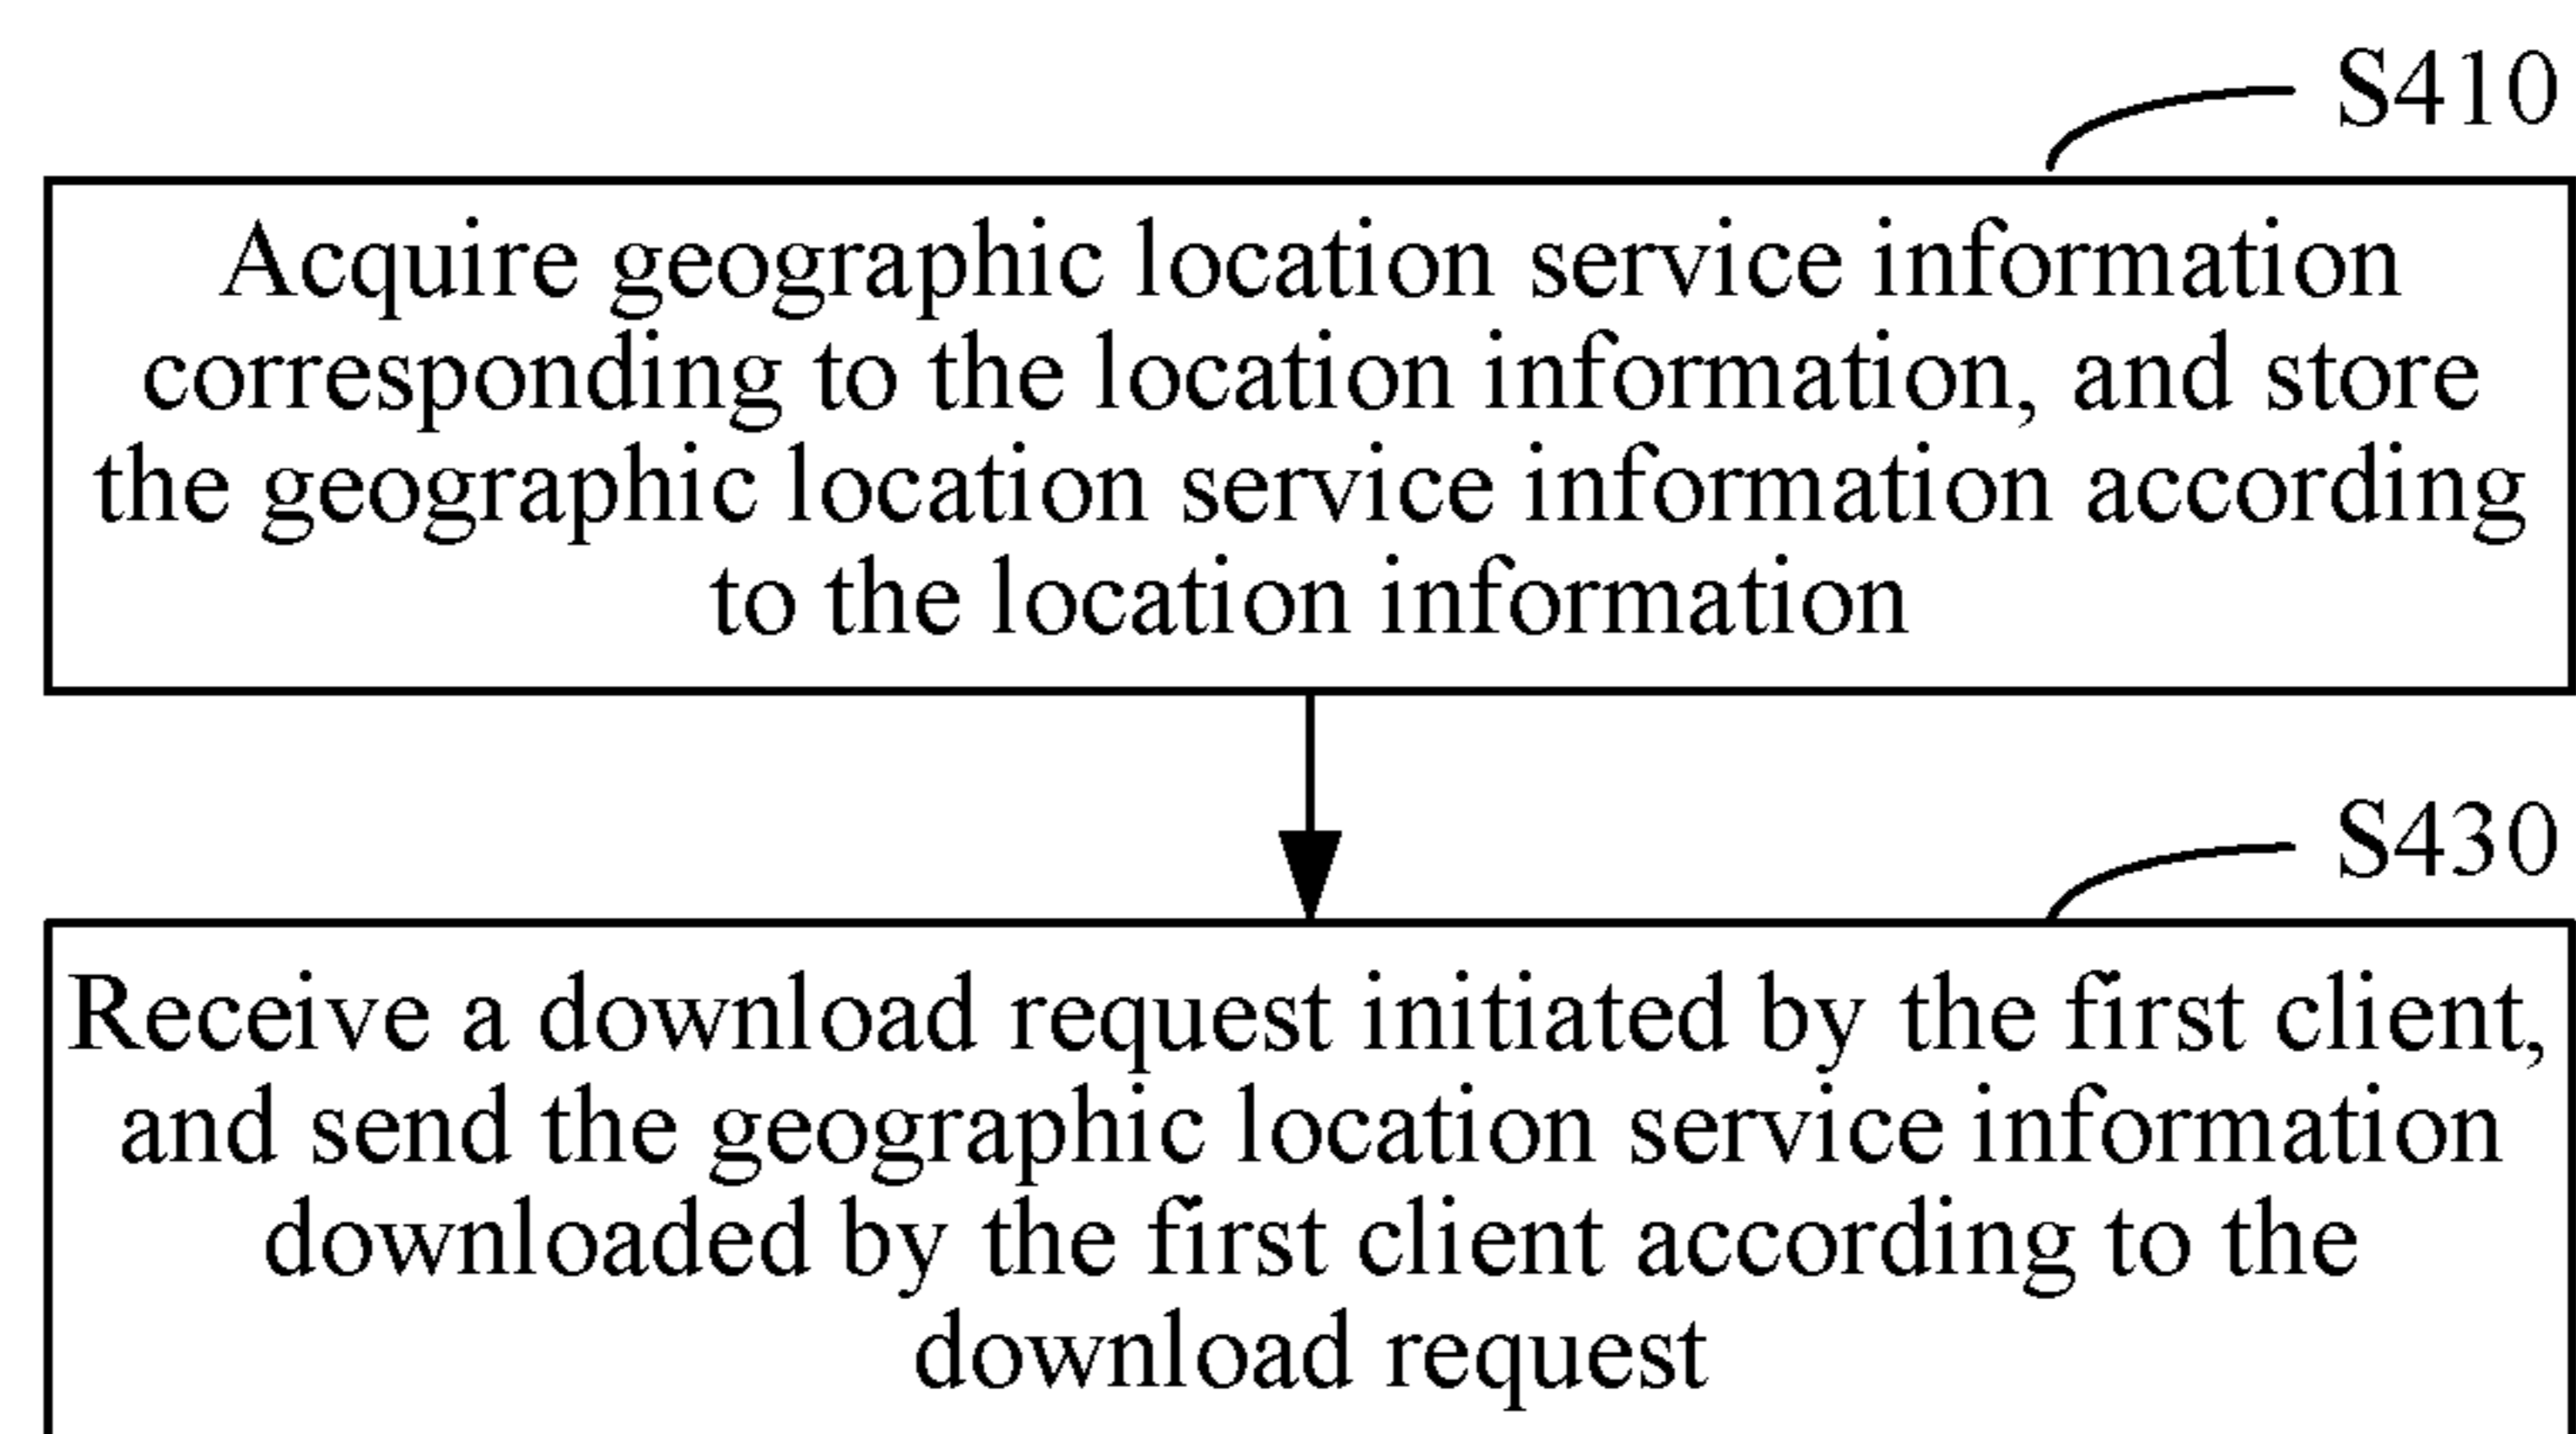 S410
Acquire geographic location service information
corresponding to the location information, and store
the geographic location service information according
to the location information
S430
Receive a download request initiated by the first client,
and send the geographic location service information
downloaded by the first client according to the
download request